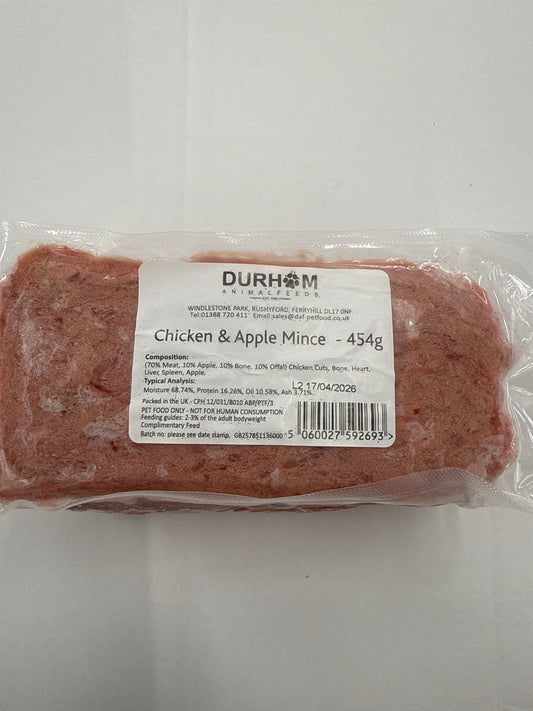 DURHAM
ANIMAL FEEDS
WINDLESTONE PARK, RUSHYFORD, FERRYHILL DL17 0NF
Tel:01388 720 411 Email:sales@daf-petfood.co.uk
Chicken & Apple Mince - 454g
Composition:
(70% Meat, 10% Apple, 10% Bone, 10% Offal) Chicken Cuts, Bone, Heart,
Liver, Spleen, Apple.
Typical Analysis:
Moisture 68.74%, Protein 16.26%, Oil 10.58%, Ash 3.71%.
L2 17/04/2026
Packed in the UK - CPH 12/031/8010 ABP/PTF/3
PET FOOD ONLY - NOT FOR HUMAN CONSUMPTION
Feeding guides: 2-3% of the adult bodyweight
Complimentary Feed
Batch no: please see date stamp, GB257851136000
5 060027 592693 >